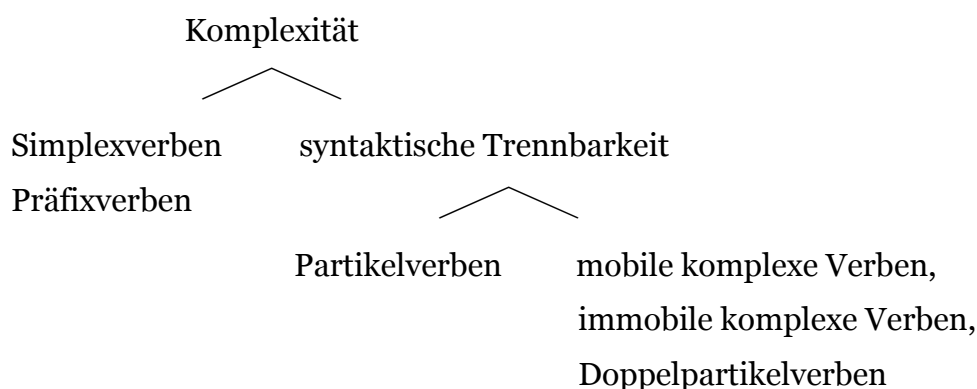 Komplexität
Simplexverben syntaktische Trennbarkeit
Präfixverben
Partikelverben mobile komplexe Verben,
immobile komplexe Verben,
Doppelpartikelverben